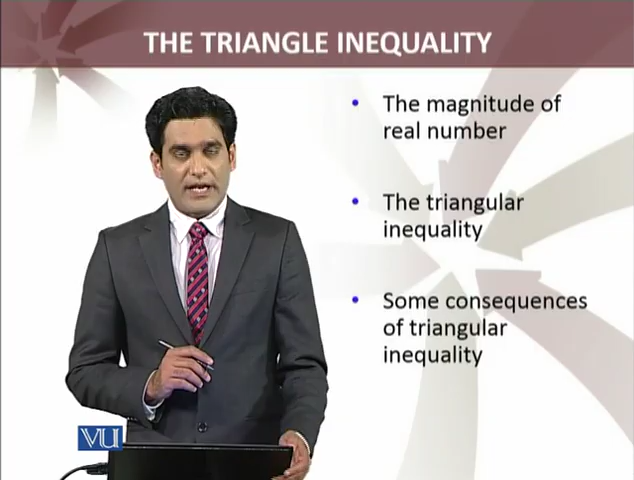 THE TRIANGLE INEQUALITY
• The magnitude of
real number
• The triangular
inequality
• Some consequences
of triangular
inequality
VU